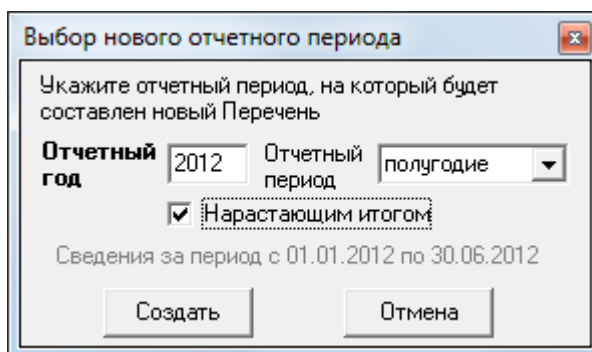 Выбор нового отчетного периода
Укажите отчетный период, на который будет
составлен новый Перечень
Отчетный год 2012 Отчетный период полугодие
Нарастающим итогом
Сведения за период с 01.01.2012 по 30.06.2012
Создать Отмена